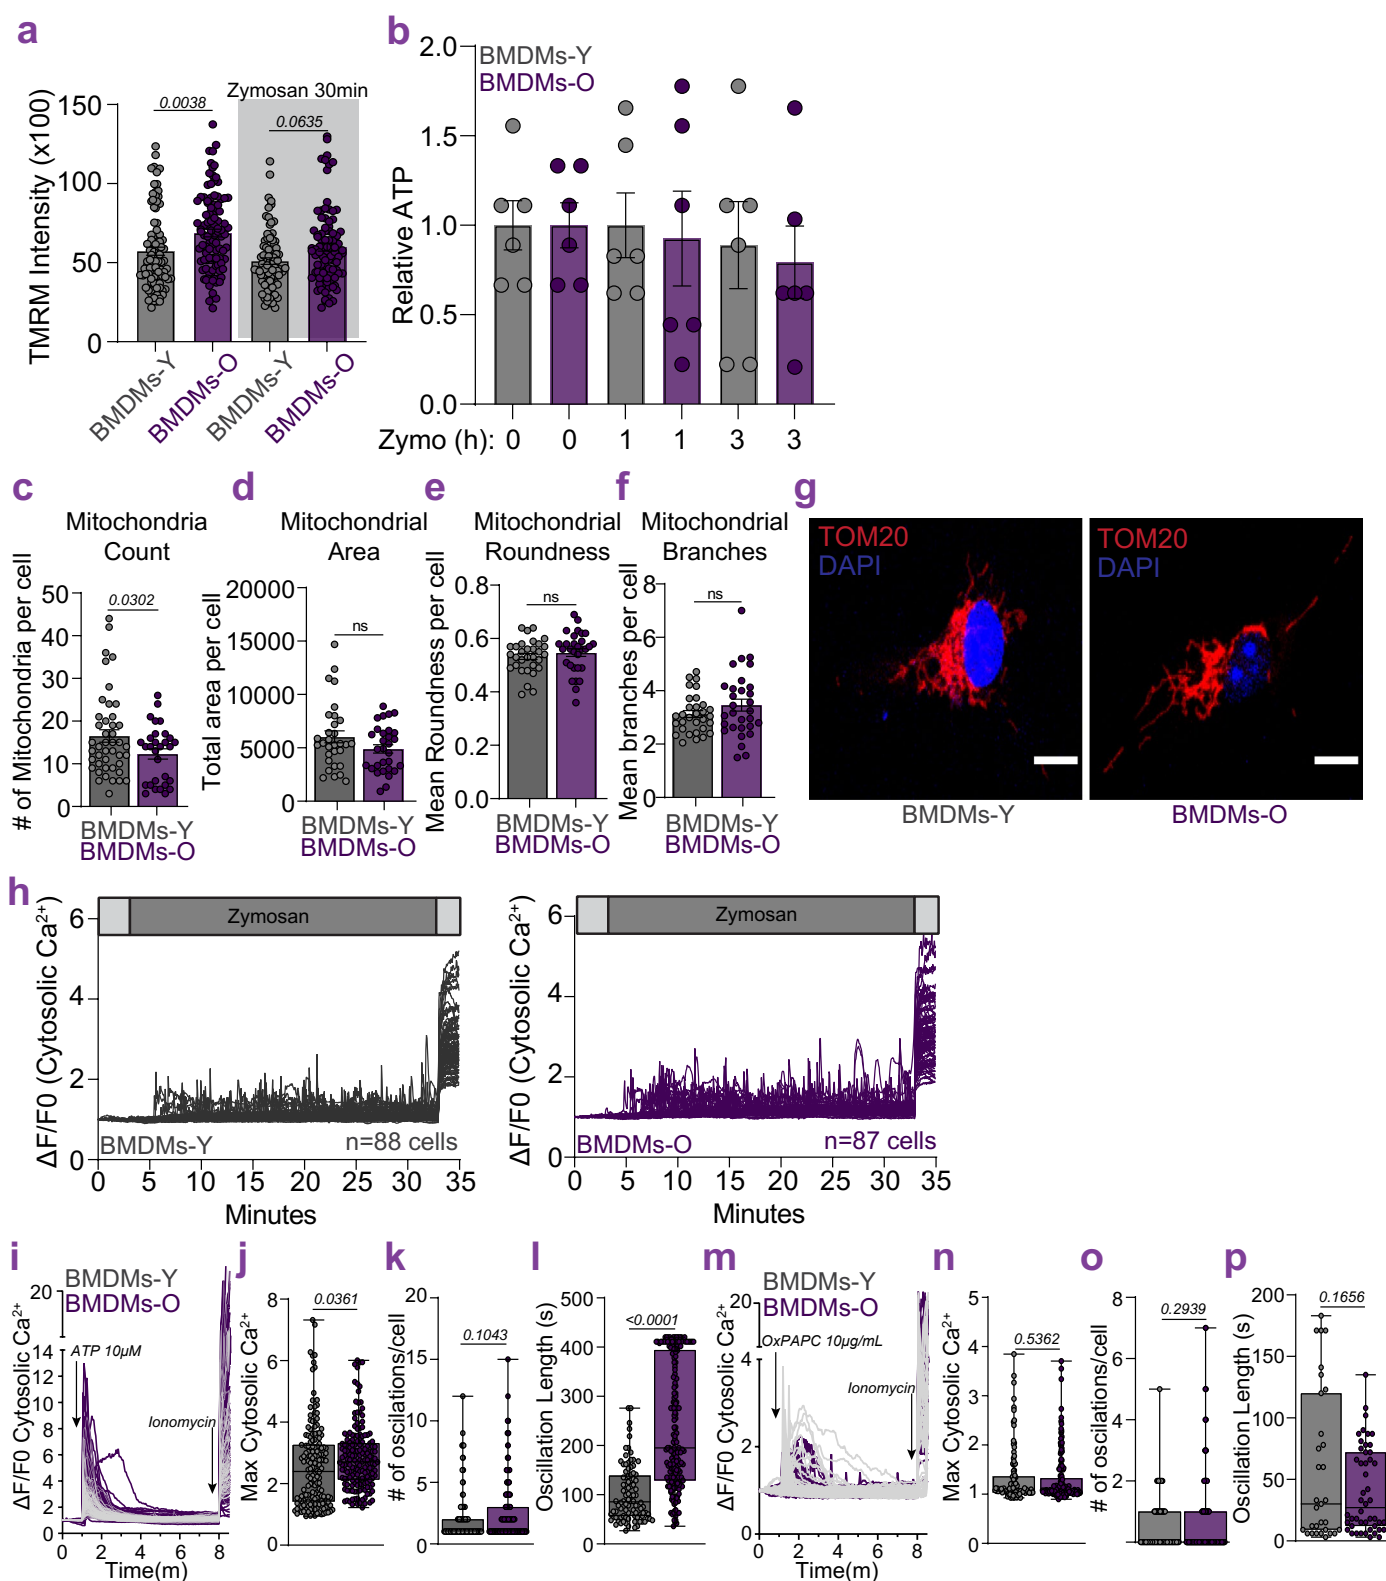 a
TMRM Intensity (x100)
150
100
50
0
0.0038
Zymosan 30min
0.0635
BMDMs-Y
BMDMs-O
BMDMs-Y
BMDMs-O
b
Relative ATP
2.0
1.5
1.0
0.5
0.0
BMDMs-Y
BMDMs-O
Zymo (h): 0 0 1 1 3 3
c
Mitochondria
Count
# of Mitochondria per cell
50
40
30
20
10
0
0.0302
BMDMs-Y
BMDMs-O
d
Mitochondrial
Area
Total area per cell
20000
15000
10000
5000
0
ns
BMDMs-Y
BMDMs-O
e
Mitochondrial
Roundness
Mean Roundness per cell
0.8
0.6
0.4
0.2
0.0
ns
BMDMs-Y
BMDMs-O
f
Mitochondrial
Branches
Mean branches per cell
8
6
4
2
0
ns
BMDMs-Y
BMDMs-O
g
TOM20
DAPI
BMDMs-Y
TOM20
DAPI
BMDMs-O
h
ΔF/F0 (Cytosolic Ca²⁺)
6
4
2
0
Zymosan
BMDMs-Y
n=88 cells
0 5 10 15 20 25 30 35
Minutes
ΔF/F0 (Cytosolic Ca²⁺)
6
4
2
0
Zymosan
BMDMs-O
n=87 cells
0 5 10 15 20 25 30 35
Minutes
i
BMDMs-Y
BMDMs-O
ΔF/F0 Cytosolic Ca²⁺
20
14
12
10
8
6
4
2
0
ATP 10µM
Ionomycin
0 2 4 6 8
Time(m)
j
Max Cytosolic Ca²⁺
8
6
4
2
0
0.0361
k
# of oscilations/cell
20
15
10
5
0
0.1043
l
Oscillation Length (s)
500
400
300
200
100
0
<0.0001
m
BMDMs-Y
BMDMs-O
ΔF/F0 Cytosolic Ca²⁺
20
4
2
0
OxPAPC 10µg/mL
Ionomycin
0 2 4 6 8
Time(m)
n
Max Cytosolic Ca²⁺
5
4
3
2
1
0
0.5362
o
# of oscilations/cell
8
6
4
2
0
0.2939
p
Oscillation Length (s)
200
150
100
50
0
0.1656